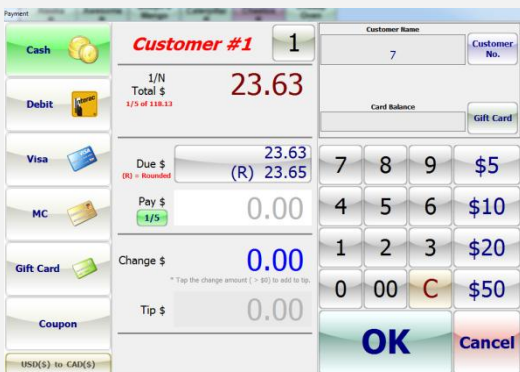 Payment
Cash
Debit
Interac
Visa
VISA
MC
Gift Card
Coupon
USD($) to CAD($)
Customer #1
1
1/N
Total $
1/5 of 118.13
23.63
Due $
(R) = Rounded
23.63
(R) 23.65
Pay $
1/5
0.00
Change $
0.00
* Tap the change amount ( > $0) to add to tip.
Tip $
0.00
Customer Name
7
Customer
No.
Card Balance
Gift Card
7 8 9 $5
4 5 6 $10
1 2 3 $20
0 00 C $50
OK
Cancel